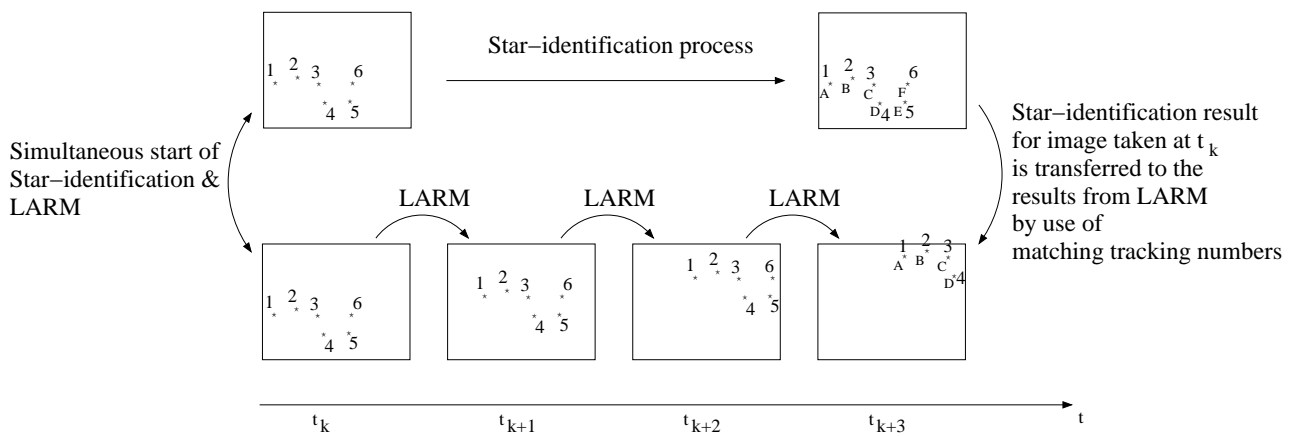 Star−identification process
1 2 3 6
4 5
1 2 3 6
A B C F
D 4 E 5
Simultaneous start of
Star−identification &
LARM
Star−identification result
for image taken at t k
is transferred to the
results from LARM
by use of
matching tracking numbers
LARM LARM LARM
1 2 3 6
4 5
1 2 3 6
4 5
1 2 3 6
4 5
1 2 3
A B C
D 4
t k t k+1 t k+2 t k+3 t